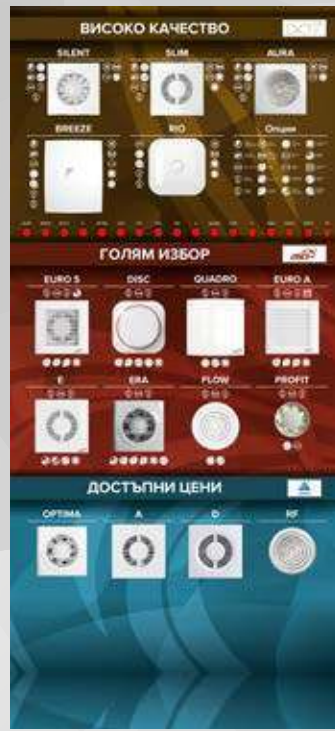 ВИСОКО КАЧЕСТВО
SILENT SLIM AURA
BREEZE RIO Опции
ГОЛЯМ ИЗБОР
EURO S DISC QUADRO EURO A
E ERA FLOW PROFIT
ДОСТЪПНИ ЦЕНИ
OPTIMA A D RF